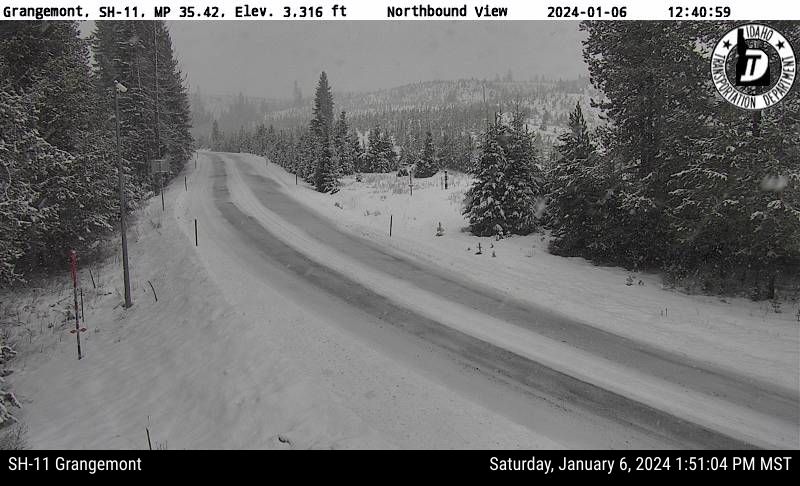 Grangemont, SH-11, MP 35.42, Elev. 3,316 ft Northbound View 2024-01-06 12:40:59
IDAHO
TRANSPORTATION DEPARTMENT
SH-11 Grangemont Saturday, January 6, 2024 1:51:04 PM MST